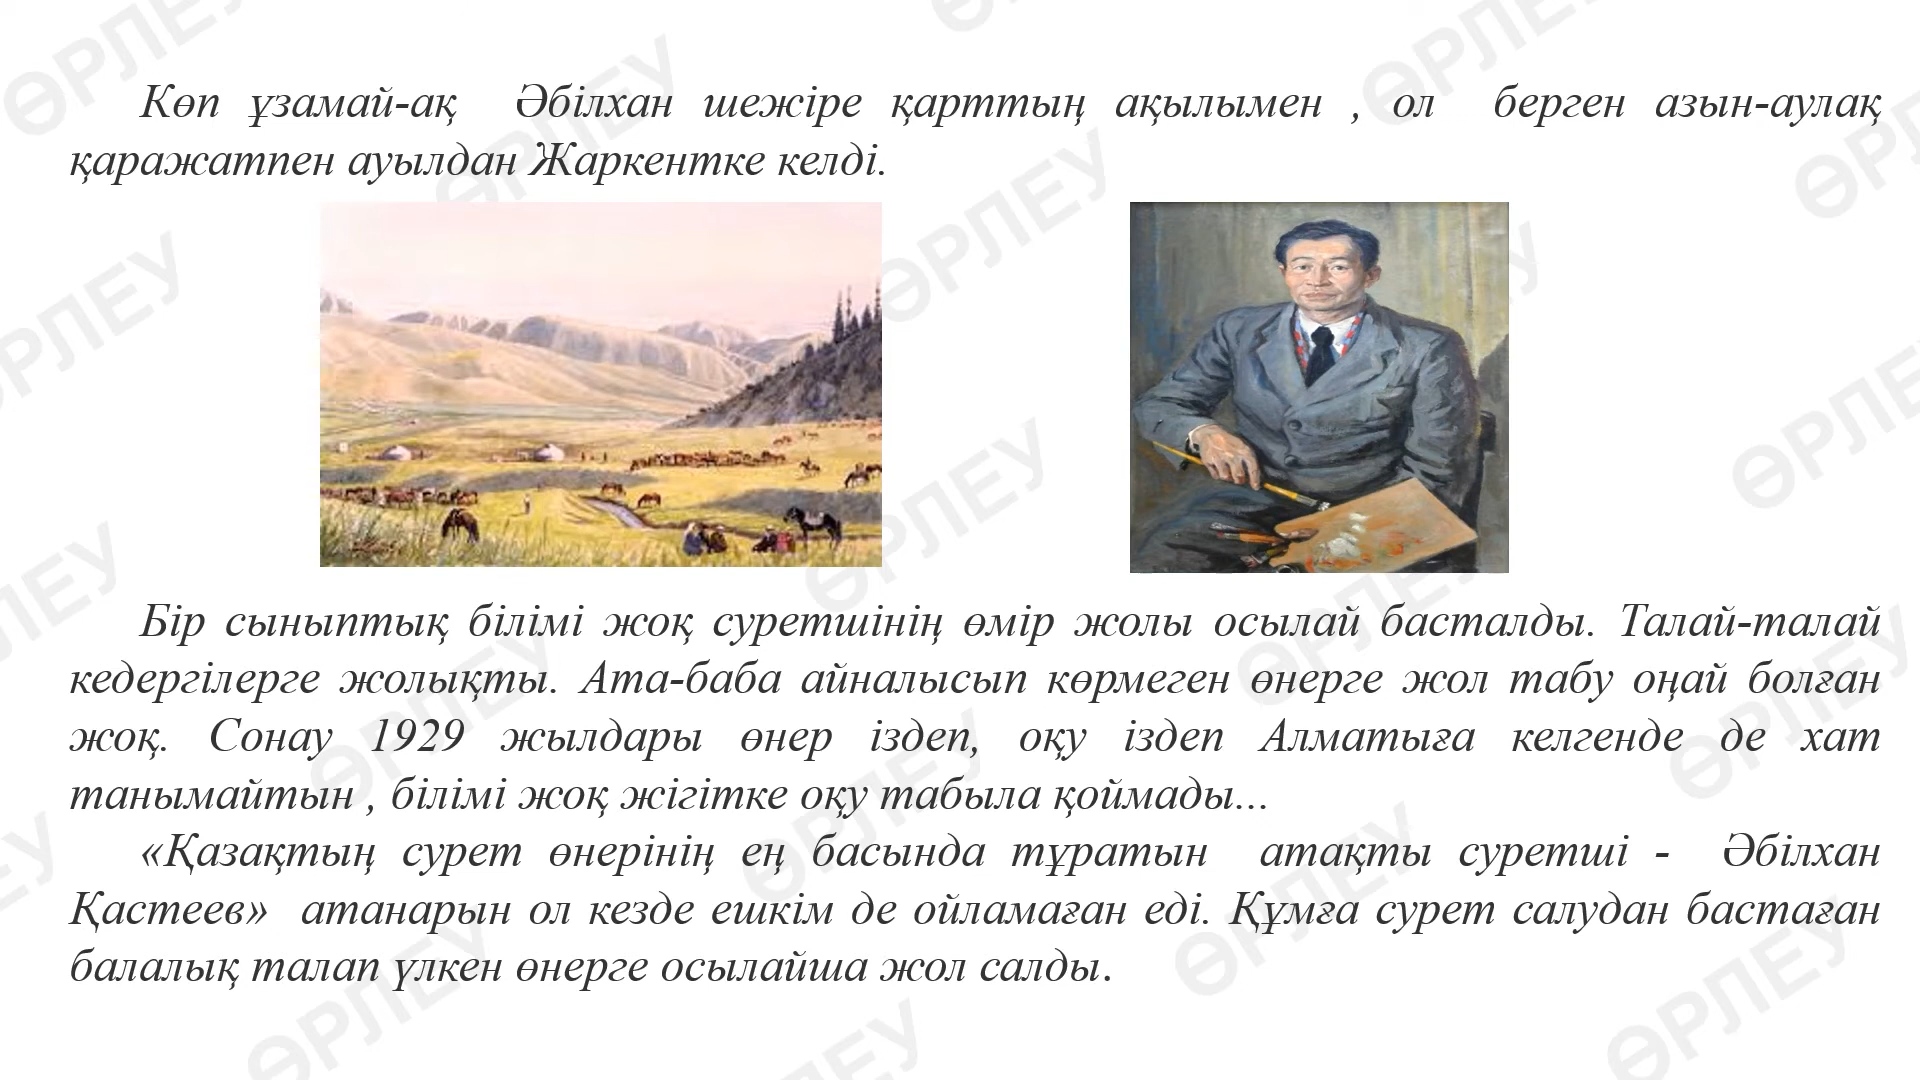 Көп ұзамай-ақ Әбілхан шежіре қарттың ақылымен , ол берген азын-аулақ
қаражатпен ауылдан Жаркентке келді.
Бір сыныптық білімі жоқ суретшінің өмір жолы осылай басталды. Талай-талай
кедергілерге жолықты. Ата-баба айналысып көрмеген өнерге жол табу оңай болған
жоқ. Сонау 1929 жылдары өнер іздеп, оқу іздеп Алматыға келгенде де хат
танымайтын , білімі жоқ жігітке оқу табыла қоймады...
«Қазақтың сурет өнерінің ең басында тұратын атақты суретші - Әбілхан
Қастеев» атанарын ол кезде ешкім де ойламаған еді. Құмға сурет салудан бастаған
балалық талап үлкен өнерге осылайша жол салды.
ӨРЛЕУ